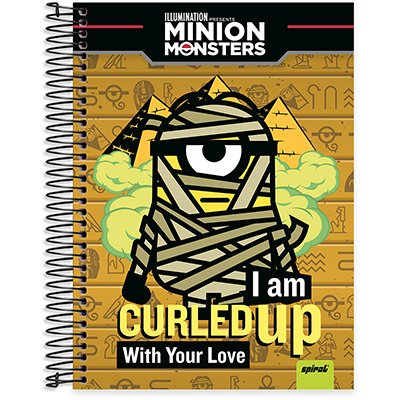 ILLUMINATION PRESENTS
MINION
MONSTERS
I am
CURLED up
With Your Love
spiral